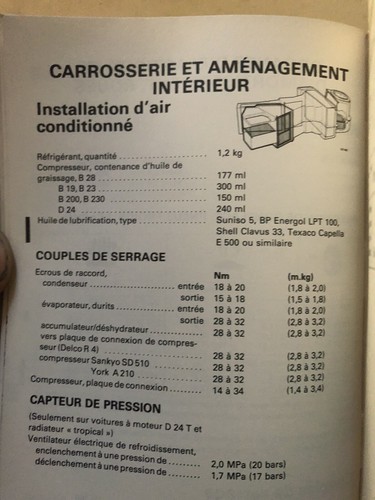 CARROSSERIE ET AMÉNAGEMENT
INTÉRIEUR
Installation d'air
conditionné
Réfrigérant, quantité .................... 1,2 kg
Compresseur, contenance d'huile de
graissage, B 28 .................... 177 ml
B 19, B 23 .................... 300 ml
B 200, B 230 .................... 150 ml
D 24 .................... 240 ml
Huile de lubrification, type .................... Suniso 5, BP Energol LPT 100,
Shell Clavus 33, Texaco Capella
E 500 ou similaire
COUPLES DE SERRAGE
Ecrous de raccord, Nm (m.kg)
condenseur .................... entrée 18 à 20 (1,8 à 2,0)
sortie 15 à 18 (1,5 à 1,8)
évaporateur, durits .................... entrée 18 à 20 (1,8 à 2,0)
sortie 28 à 32 (2,8 à 3,2)
accumulateur/déshydrateur .................... 28 à 32 (2,8 à 3,2)
vers plaque de connexion de compres-
seur (Delco R 4) .................... 28 à 32 (2,8 à 3,2)
compresseur Sankyo SD 510 28 à 32 (2,8 à 3,2)
York A 210 .................... 28 à 32 (2,8 à 3,2)
Compresseur, plaque de connexion ......... 14 à 34 (1,4 à 3,4)
CAPTEUR DE PRESSION
(Seulement sur voitures à moteur D 24 T et
radiateur « tropical »)
Ventilateur électrique de refroidissement,
enclenchement à une pression de ......... 2,0 MPa (20 bars)
déclenchement à une pression de ......... 1,7 MPa (17 bars)